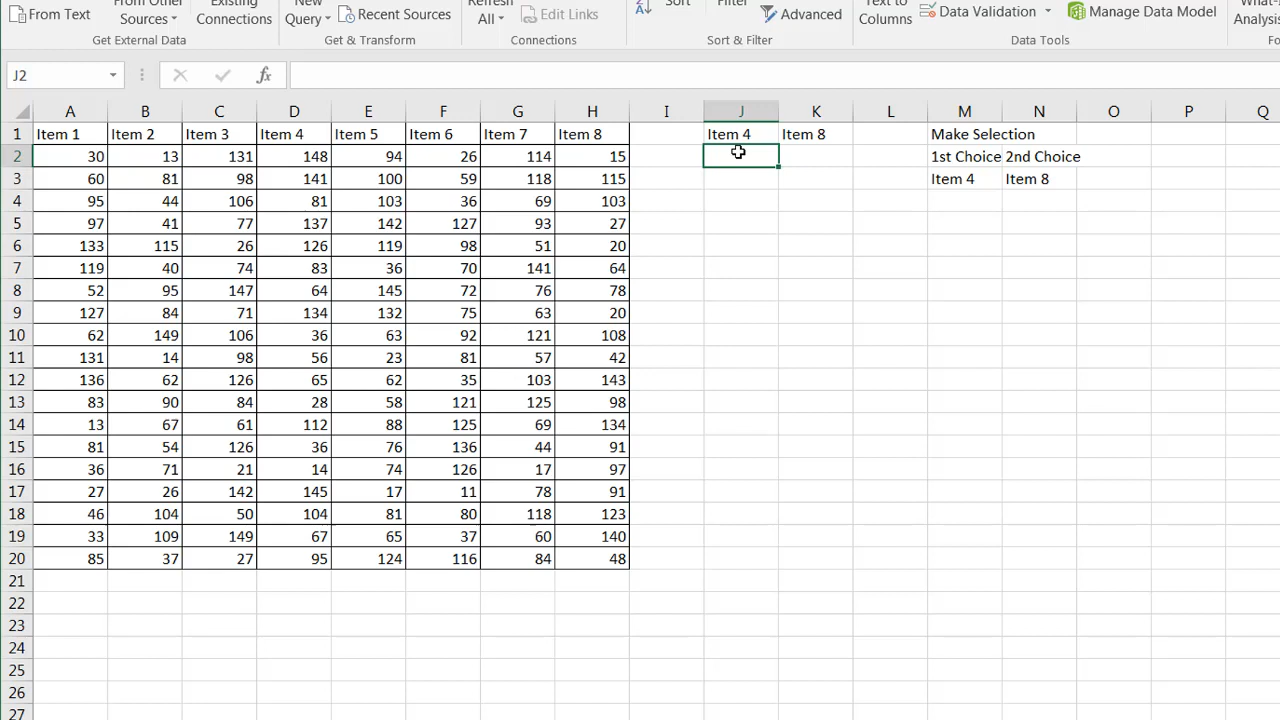 From Text
From Other Sources
Existing Connections
Get External Data
New Query
Recent Sources
Get & Transform
Refresh All
Edit Links
Connections
Sort
Filter
Advanced
Sort & Filter
Text to Columns
Data Validation
Manage Data Model
Data Tools
What-
Analysis
Fo
J2 fx
A B C D E F G H I J K L M N O P Q
1 Item 1 Item 2 Item 3 Item 4 Item 5 Item 6 Item 7 Item 8 Item 4 Item 8 Make Selection
2 30 13 131 148 94 26 114 15 1st Choice 2nd Choice
3 60 81 98 141 100 59 118 115 Item 4 Item 8
4 95 44 106 81 103 36 69 103
5 97 41 77 137 142 127 93 27
6 133 115 26 126 119 98 51 20
7 119 40 74 83 36 70 141 64
8 52 95 147 64 145 72 76 78
9 127 84 71 134 132 75 63 20
10 62 149 106 36 63 92 121 108
11 131 14 98 56 23 81 57 42
12 136 62 126 65 62 35 103 143
13 83 90 84 28 58 121 125 98
14 13 67 61 112 88 125 69 134
15 81 54 126 36 76 136 44 91
16 36 71 21 14 74 126 17 97
17 27 26 142 145 17 11 78 91
18 46 104 50 104 81 80 118 123
19 33 109 149 67 65 37 60 140
20 85 37 27 95 124 116 84 48
21
22
23
24
25
26
27